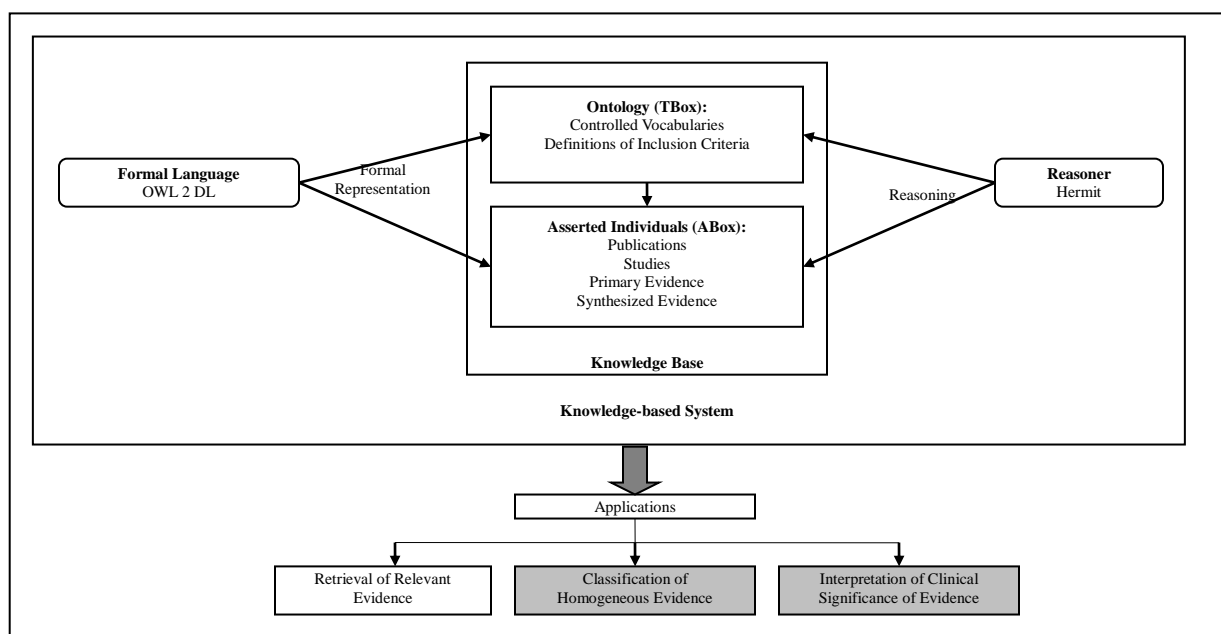 Ontology (TBox):
Controlled Vocabularies
Definitions of Inclusion Criteria
Formal Language
OWL 2 DL
Formal
Representation
Reasoning
Reasoner
Hermit
Asserted Individuals (ABox):
Publications
Studies
Primary Evidence
Synthesized Evidence
Knowledge Base
Knowledge-based System
Applications
Retrieval of Relevant
Evidence
Classification of
Homogeneous Evidence
Interpretation of Clinical
Significance of Evidence